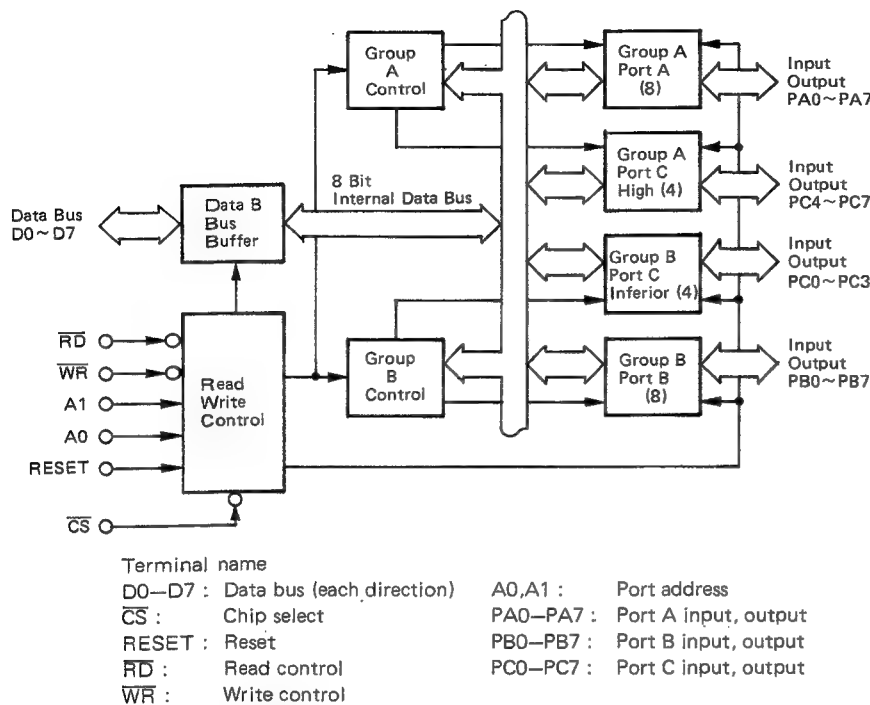 Group
A
Control
Group A
Port A
(8)
Input
Output
PA0~PA7
Group A
Port C
High (4)
Input
Output
PC4~PC7
8 Bit
Internal Data Bus
Data Bus
D0~D7
Data B
Bus
Buffer
Group B
Port C
Inferior (4)
Input
Output
PC0~PC3
RD
WR
A1
A0
RESET
CS
Read
Write
Control
Group
B
Control
Group B
Port B
(8)
Input
Output
PB0~PB7
Terminal name
D0—D7 : Data bus (each direction)
CS : Chip select
RESET : Reset
RD : Read control
WR : Write control
A0,A1 : Port address
PA0—PA7 : Port A input, output
PB0—PB7 : Port B input, output
PC0—PC7 : Port C input, output